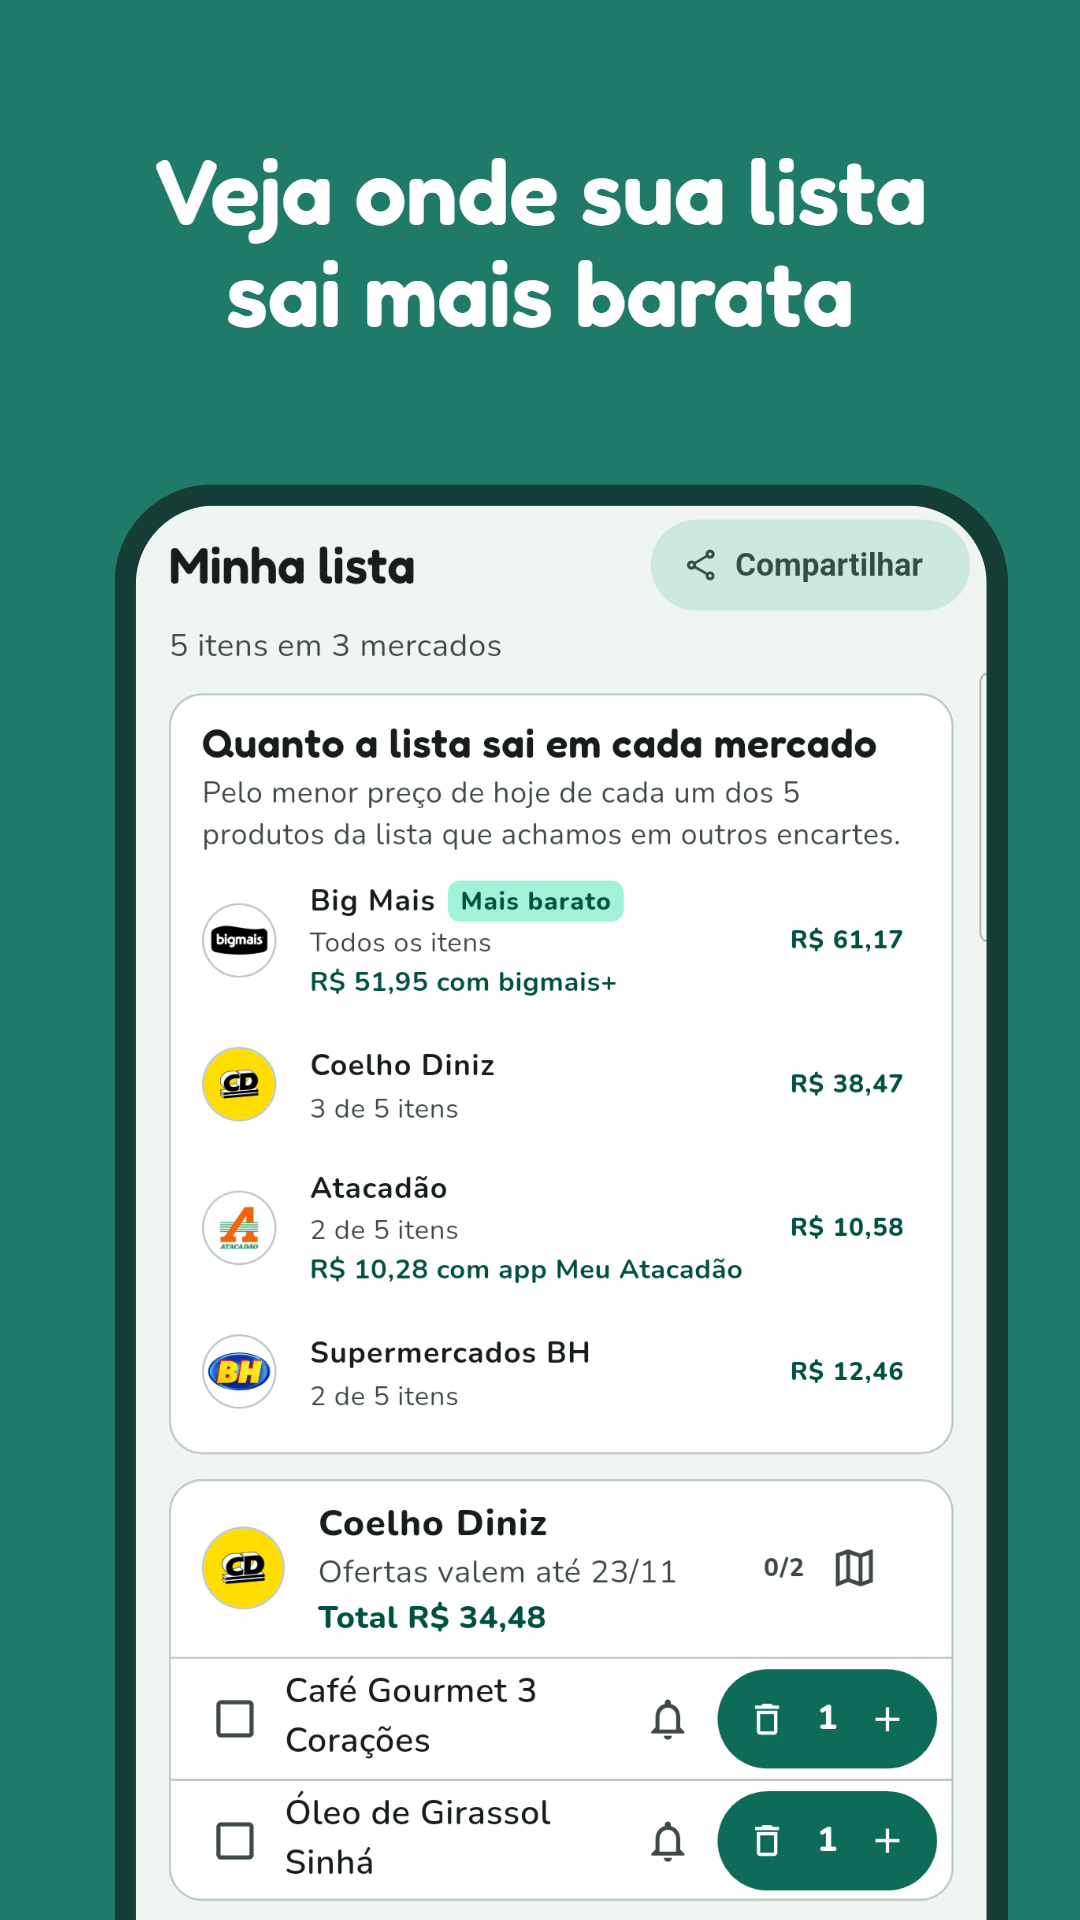 Veja onde sua lista
sai mais barata
Minha lista
Compartilhar
5 itens em 3 mercados
Quanto a lista sai em cada mercado
Pelo menor preço de hoje de cada um dos 5
produtos da lista que achamos em outros encartes.
bigmais
Big Mais Mais barato
Todos os itens
R$ 51,95 com bigmais+
R$ 61,17
CD
Coelho Diniz
3 de 5 itens
R$ 38,47
ATACADÃO
Atacadão
2 de 5 itens
R$ 10,28 com app Meu Atacadão
R$ 10,58
BH
Supermercados BH
2 de 5 itens
R$ 12,46
CD
Coelho Diniz
Ofertas valem até 23/11
Total R$ 34,48
0/2
Café Gourmet 3
Corações
1
Óleo de Girassol
Sinhá
1